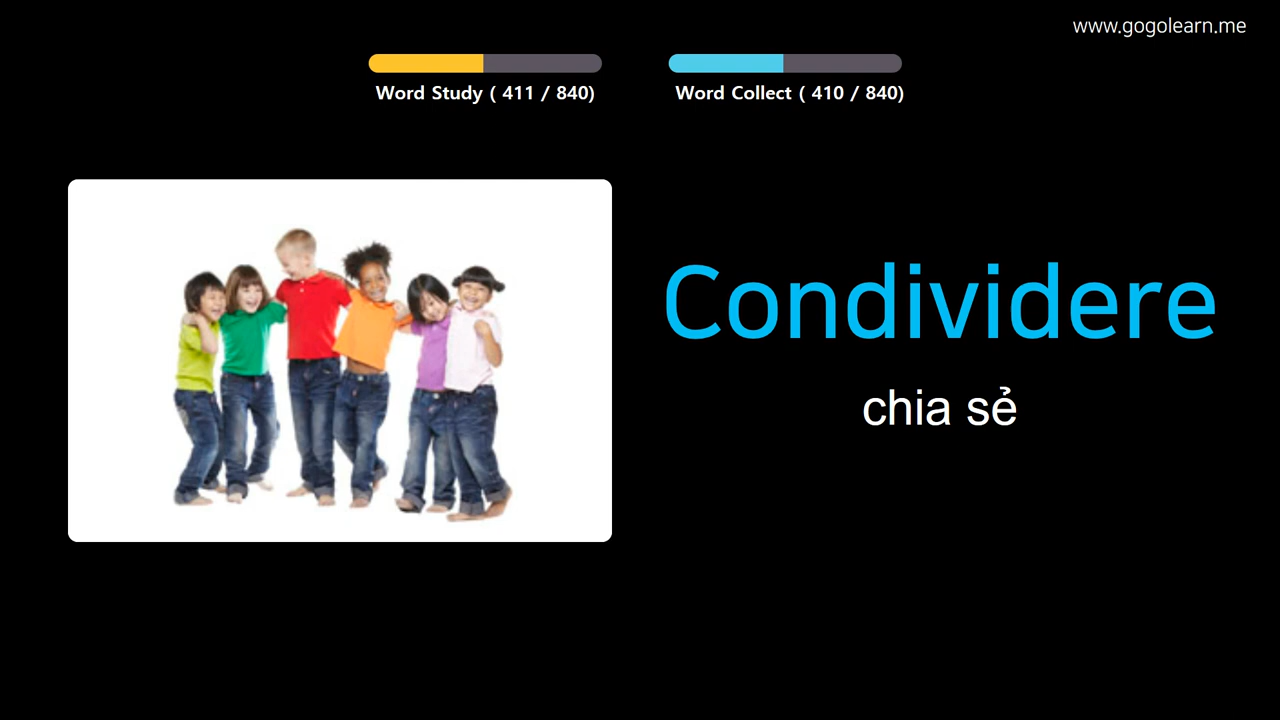 www.gogolearn.me
Word Study ( 411 / 840)
Word Collect ( 410 / 840)
Condividere
chia sẻ